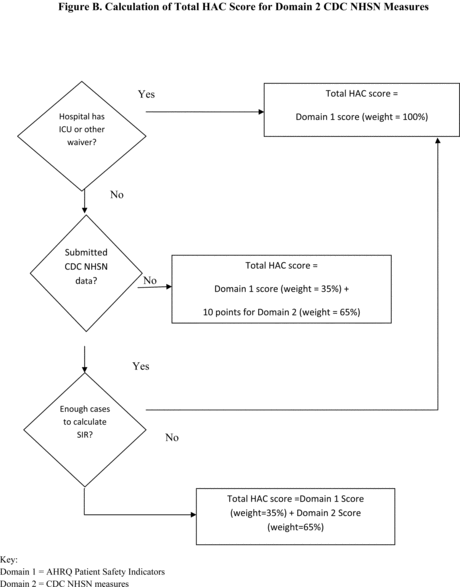 Figure B. Calculation of Total HAC Score for Domain 2 CDC NHSN Measures
Yes
Hospital has
ICU or other
waiver?
Total HAC score =
Domain 1 score (weight = 100%)
No
Submitted
CDC NHSN
data?
No
Total HAC score =
Domain 1 score (weight = 35%) +
10 points for Domain 2 (weight = 65%)
Yes
Enough cases
to calculate
SIR?
No
Total HAC score =Domain 1 Score
(weight=35%) + Domain 2 Score
(weight=65%)
Key:
Domain 1 = AHRQ Patient Safety Indicators
Domain 2 = CDC NHSN measures